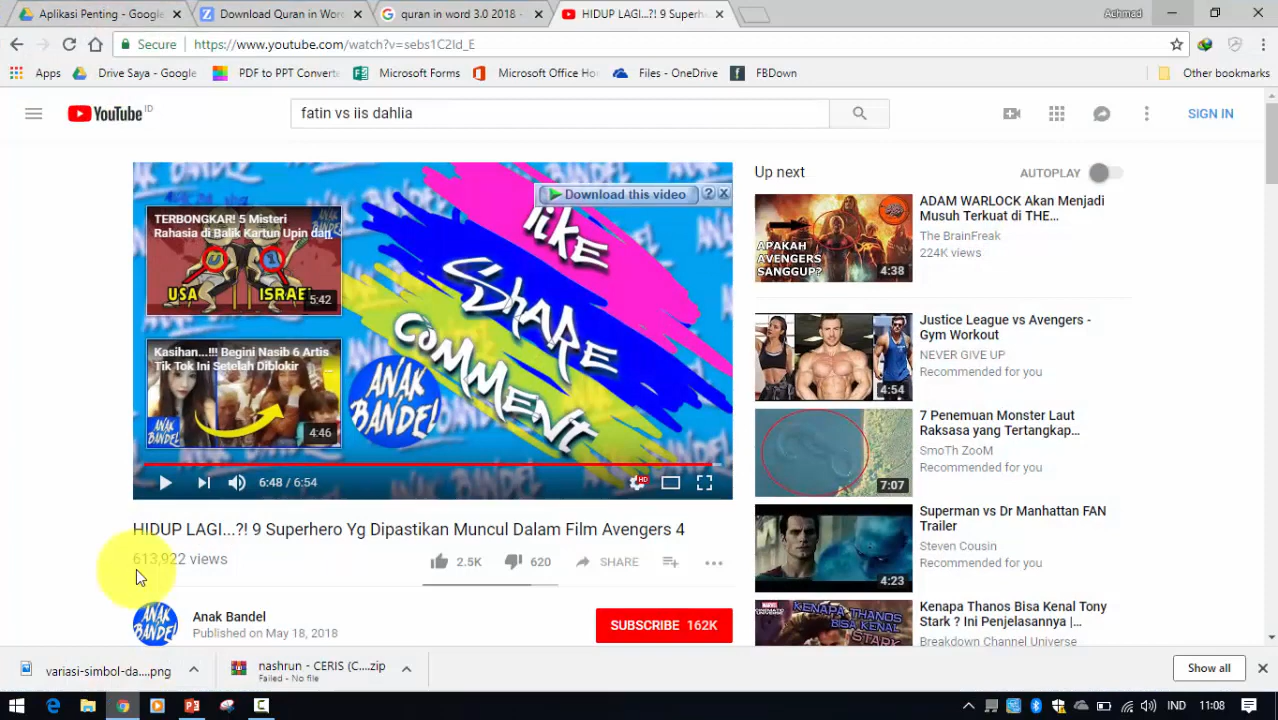 Aplikasi Penting - Google
Download Quran in Word
quran in word 3.0 2018 -
HIDUP LAGI...?! 9 Superhe
Achmad
Secure
https://www.youtube.com/watch?v=sebs1C2Id_E
Apps
Drive Saya - Google
PDF to PPT Converte
Microsoft Forms
Microsoft Office Hom
Files - OneDrive
FBDown
Other bookmarks
YouTube ID
fatin vs iis dahlia
SIGN IN
TERBONGKAR! 5 Misteri
Rahasia di Balik Kartun Upin dan
USA
ISRAEL
5:42
Kasihan...!!! Begini Nasib 6 Artis
Tik Tok Ini Setelah Diblokir
ANAK
BANDEL
4:46
Download this video
like
ShARE
COMMENT
ANAK
BANDEL
6:48 / 6:54
HD
HIDUP LAGI...?! 9 Superhero Yg Dipastikan Muncul Dalam Film Avengers 4
613,922 views
2.5K
620
SHARE
Anak Bandel
Published on May 18, 2018
SUBSCRIBE 162K
Up next
AUTOPLAY
APAKAH
AVENGERS
SANGGUP?
4:38
ADAM WARLOCK Akan Menjadi
Musuh Terkuat di THE...
The BrainFreak
224K views
4:54
Justice League vs Avengers -
Gym Workout
NEVER GIVE UP
Recommended for you
7:07
7 Penemuan Monster Laut
Raksasa yang Tertangkap...
SmoTh ZooM
Recommended for you
4:23
Superman vs Dr Manhattan FAN
Trailer
Steven Cousin
Recommended for you
KENAPA THANOS
BISA KENAL
STARK
Kenapa Thanos Bisa Kenal Tony
Stark ? Ini Penjelasannya |...
Breakdown Channel Universe
variasi-simbol-da....png
nashrun - CERIS (C....zip
Failed - No file
Show all
IND
11:08